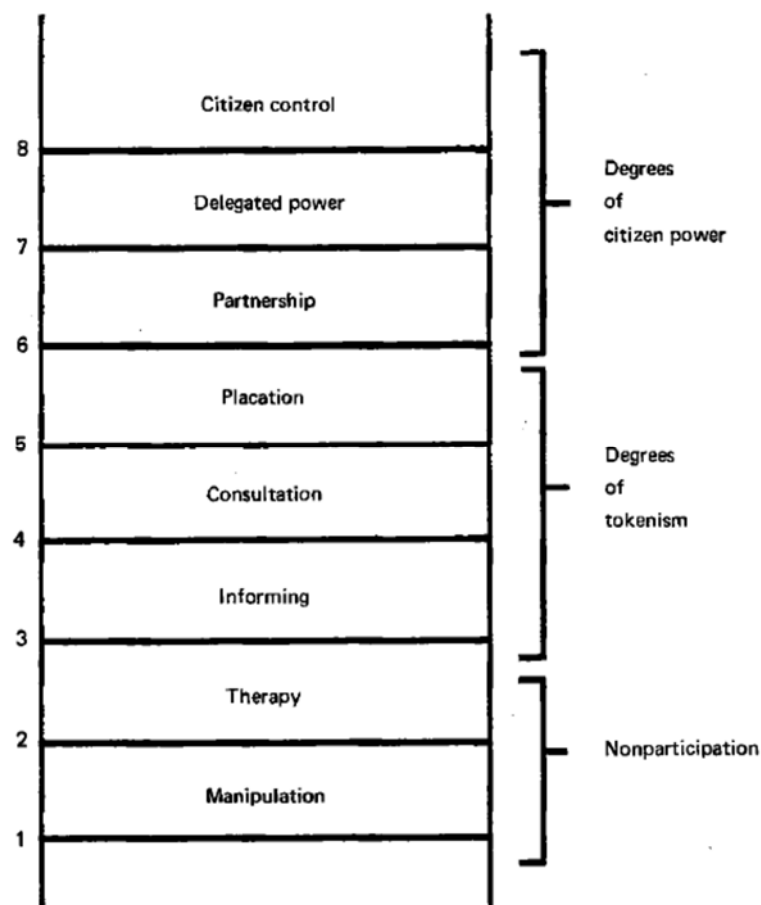 Citizen control
8
Delegated power
7
Partnership
6
Placation
5
Consultation
4
Informing
3
Therapy
2
Manipulation
1
Degrees
of
citizen power
Degrees
of
tokenism
Nonparticipation